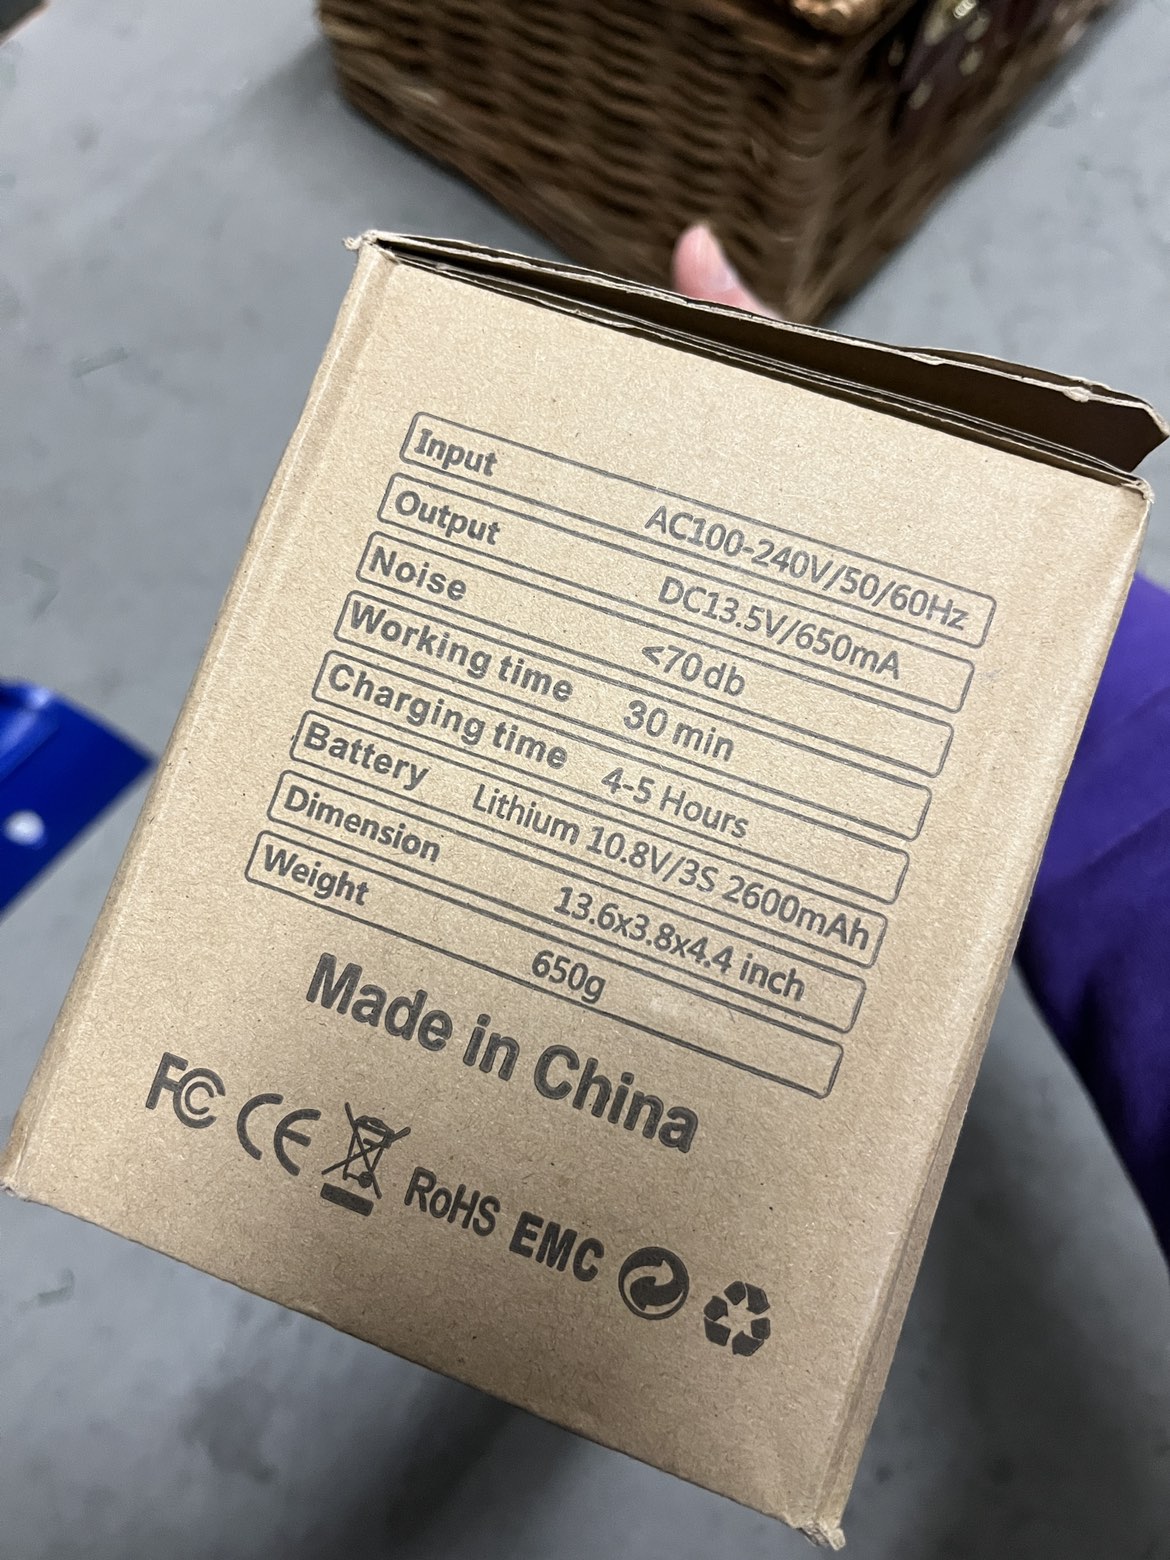 Input AC100-240V/50/60Hz
Output DC13.5V/650mA
Noise <70db
Working time 30 min
Charging time 4-5 Hours
Battery Lithium 10.8V/3S 2600mAh
Dimension 13.6x3.8x4.4 inch
Weight 650g
Made in China
FC CE RoHS EMC